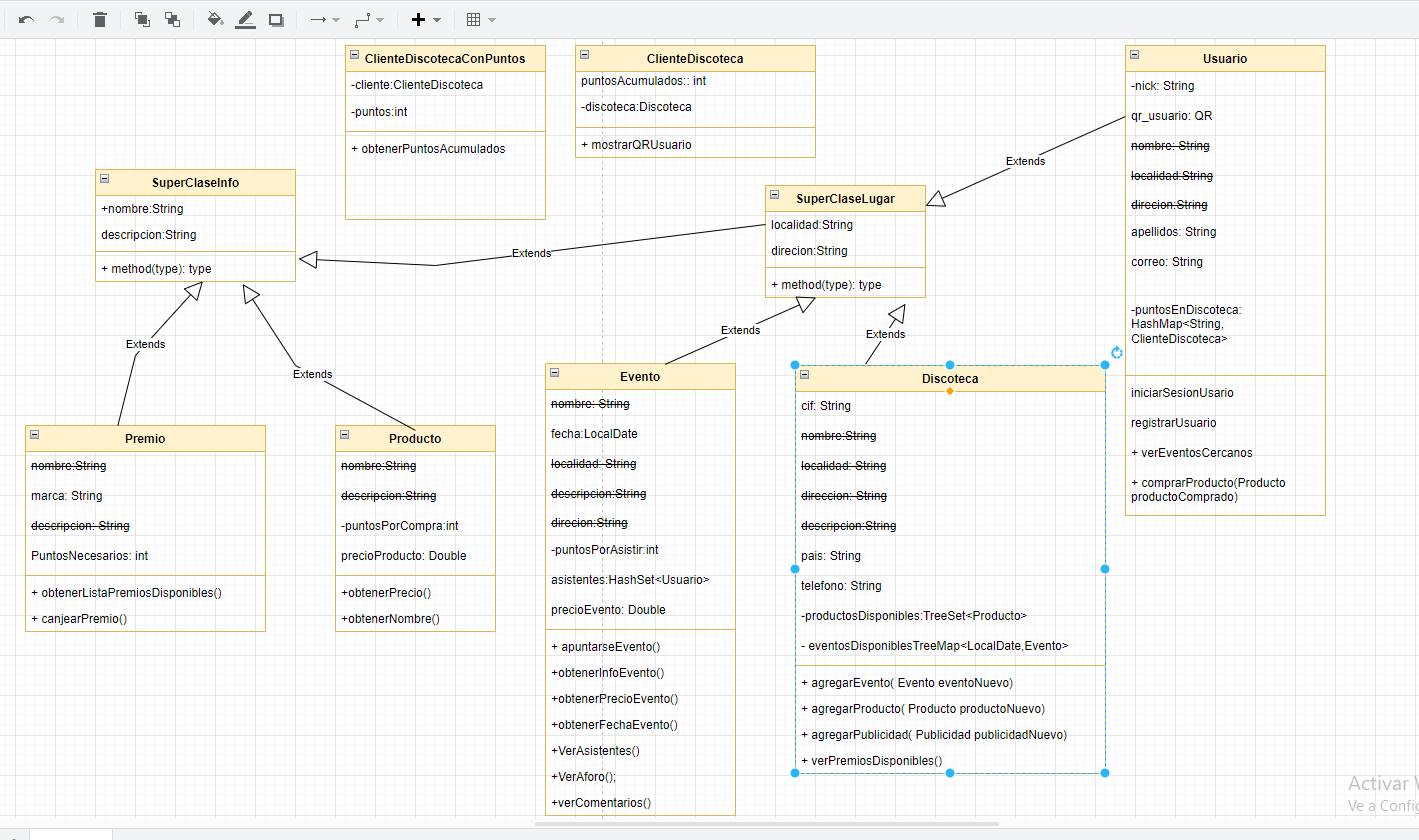 ClienteDiscotecaConPuntos
-cliente:ClienteDiscoteca
-puntos:int
+ obtenerPuntosAcumulados
ClienteDiscoteca
puntosAcumulados:: int
-discoteca:Discoteca
+ mostrarQRUsuario
Usuario
-nick: String
qr_usuario: QR
nombre: String
localidad:String
direcion:String
apellidos: String
correo: String
-puntosEnDiscoteca:
HashMap<String,
ClienteDiscoteca>
iniciarSesionUsario
registrarUsuario
+ verEventosCercanos
+ comprarProducto(Producto
productoComprado)
Extends
SuperClaseInfo
+nombre:String
descripcion:String
+ method(type): type
SuperClaseLugar
localidad:String
direcion:String
+ method(type): type
Extends
Extends
Extends
Extends
Extends
Premio
nombre:String
marca: String
descripcion: String
PuntosNecesarios: int
+ obtenerListaPremiosDisponibles()
+ canjearPremio()
Producto
nombre:String
descripcion:String
-puntosPorCompra:int
precioProducto: Double
+obtenerPrecio()
+obtenerNombre()
Evento
nombre: String
fecha:LocalDate
localidad: String
descripcion:String
direcion:String
-puntosPorAsistir:int
asistentes:HashSet<Usuario>
precioEvento: Double
+ apuntarseEvento()
+obtenerInfoEvento()
+obtenerPrecioEvento()
+obtenerFechaEvento()
+VerAsistentes()
+VerAforo();
+verComentarios()
Discoteca
cif: String
nombre:String
localidad: String
direccion: String
descripcion:String
pais: String
telefono: String
-productosDisponibles:TreeSet<Producto>
- eventosDisponiblesTreeMap<LocalDate,Evento>
+ agregarEvento( Evento eventoNuevo)
+ agregarProducto( Producto productoNuevo)
+ agregarPublicidad( Publicidad publicidadNuevo)
+ verPremiosDisponibles()
Activar
Ve a Config